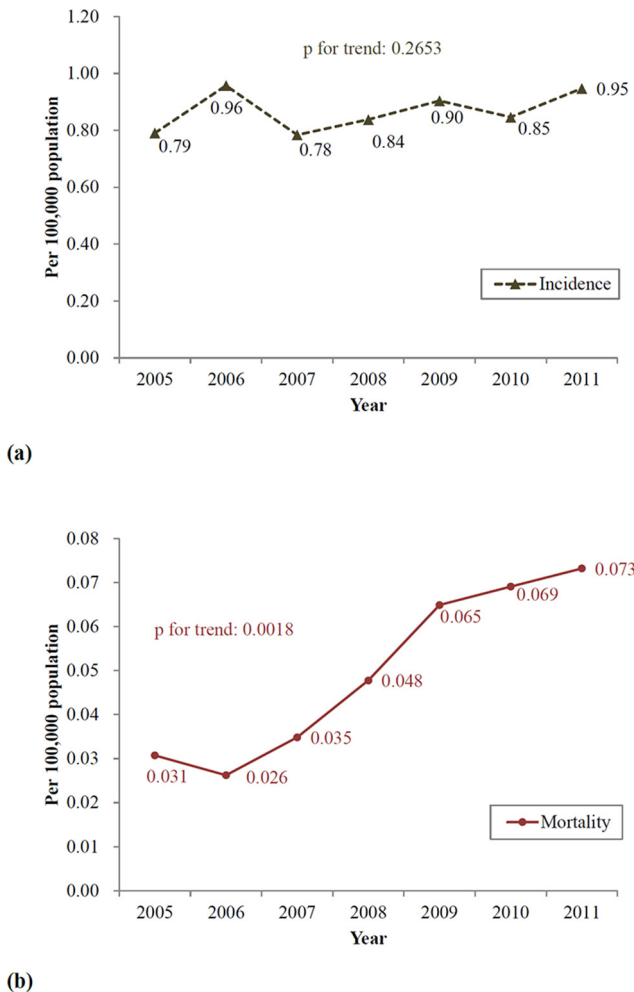 1.20
p for trend: 0.2653
1.00
0.96
0.95
0.90
0.84
0.85
0.80
0.79
0.78
0.60
0.40
0.20
0.00
Per 100,000 population
Incidence
2005 2006 2007 2008 2009 2010 2011
Year
(a)
0.08
0.07
0.073
0.069
0.065
0.06
p for trend: 0.0018
0.05
0.048
0.04
0.035
0.03
0.031
0.026
0.02
0.01
0.00
Per 100,000 population
Mortality
2005 2006 2007 2008 2009 2010 2011
Year
(b)